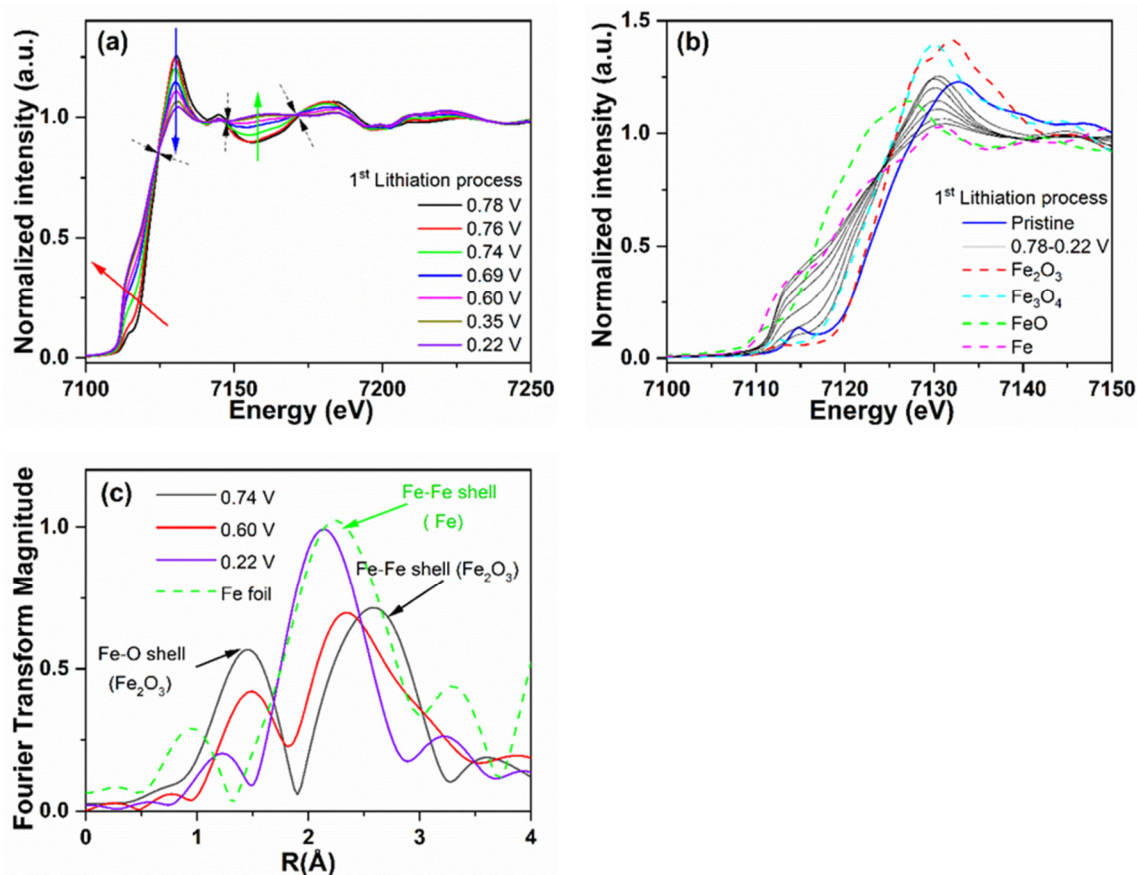 (a)
Normalized intensity (a.u.)
1.0
0.5
0.0
1st Lithiation process
0.78 V
0.76 V
0.74 V
0.69 V
0.60 V
0.35 V
0.22 V
7100 7150 7200 7250
Energy (eV)
(b)
Normalized intensity (a.u.)
1.5
1.0
0.5
0.0
1st Lithiation process
Pristine
0.78-0.22 V
Fe2O3
Fe3O4
FeO
Fe
7100 7110 7120 7130 7140 7150
Energy (eV)
(c)
Fourier Transform Magnitude
1.0
0.5
0.0
0.74 V
0.60 V
0.22 V
Fe foil
Fe-Fe shell
( Fe)
Fe-Fe shell (Fe2O3)
Fe-O shell
(Fe2O3)
0 1 2 3 4
R(Å)